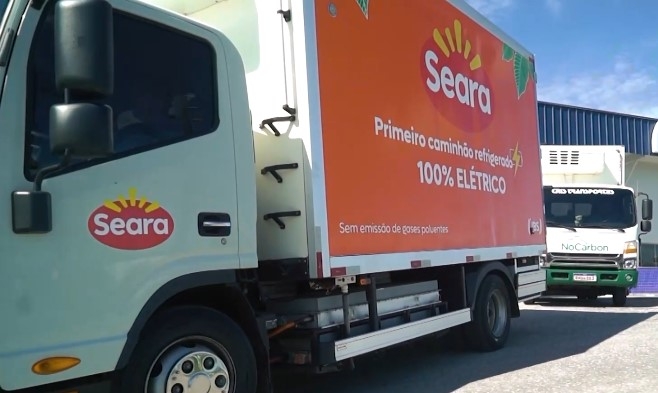 Seara
Primeiro caminhão refrigerado
100% ELÉTRICO
Sem emissão de gases poluentes
Seara
NoCarbon